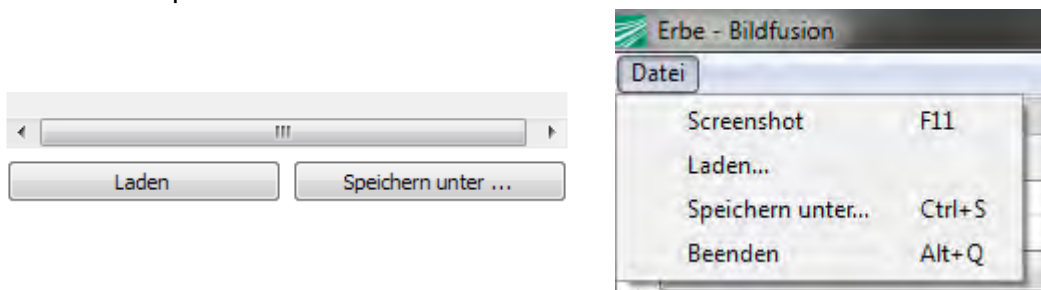 Laden
Speichern unter ...
Erbe - Bildfusion
Datei
Screenshot F11
Laden...
Speichern unter... Ctrl+S
Beenden Alt+Q